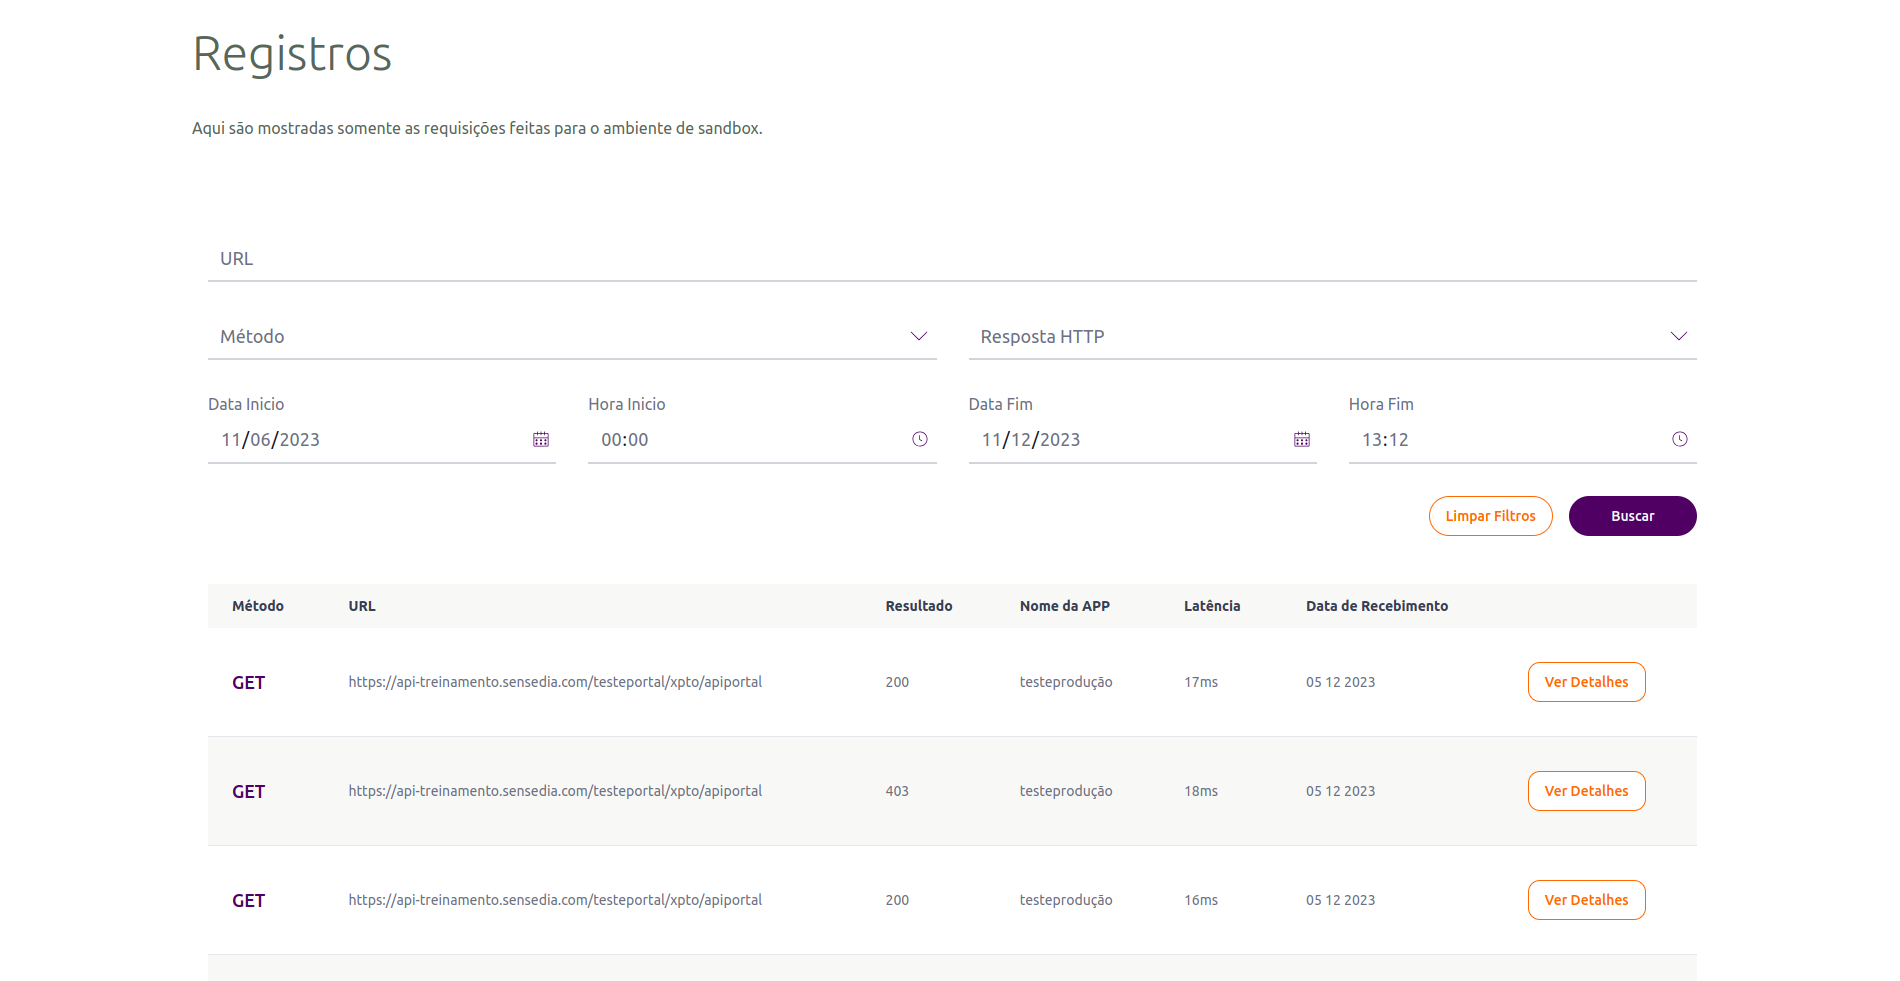 Registros
Aqui são mostradas somente as requisições feitas para o ambiente de sandbox.
URL
Método Resposta HTTP
Data Inicio Hora Inicio Data Fim Hora Fim
11/06/2023 00:00 11/12/2023 13:12
Limpar Filtros Buscar
Método URL Resultado Nome da APP Latência Data de Recebimento
GET https://api-treinamento.sensedia.com/testeportal/xpto/apiportal 200 testeprodução 17ms 05 12 2023 Ver Detalhes
GET https://api-treinamento.sensedia.com/testeportal/xpto/apiportal 403 testeprodução 18ms 05 12 2023 Ver Detalhes
GET https://api-treinamento.sensedia.com/testeportal/xpto/apiportal 200 testeprodução 16ms 05 12 2023 Ver Detalhes